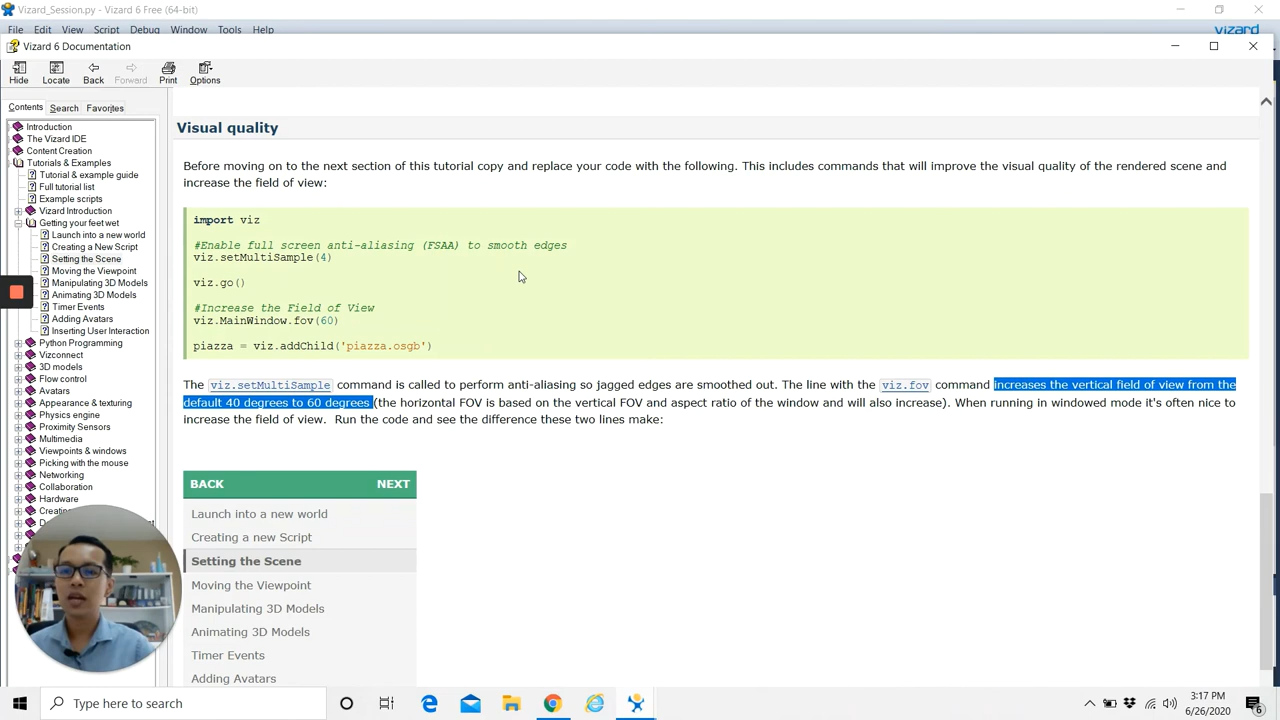 Vizard_Session.py - Vizard 6 Free (64-bit)
File Edit View Script Debug Window Tools Help
vizard
Vizard 6 Documentation
Hide Locate Back Forward Print Options
Contents Search Favorites
Introduction
The Vizard IDE
Content Creation
Tutorials & Examples
Tutorial & example guide
Full tutorial list
Example scripts
Vizard Introduction
Getting your feet wet
Launch into a new world
Creating a New Script
Setting the Scene
Moving the Viewpoint
Manipulating 3D Models
Animating 3D Models
Timer Events
Adding Avatars
Inserting User Interaction
Python Programming
Vizconnect
3D models
Flow control
Avatars
Appearance & texturing
Physics engine
Proximity Sensors
Multimedia
Viewpoints & windows
Picking with the mouse
Networking
Collaboration
Hardware
Visual quality
Before moving on to the next section of this tutorial copy and replace your code with the following. This includes commands that will improve the visual quality of the rendered scene and
increase the field of view:
import viz
#Enable full screen anti-aliasing (FSAA) to smooth edges
viz.setMultiSample(4)
viz.go()
#Increase the Field of View
viz.MainWindow.fov(60)
piazza = viz.addChild('piazza.osgb')
The viz.setMultiSample command is called to perform anti-aliasing so jagged edges are smoothed out. The line with the viz.fov command increases the vertical field of view from the
default 40 degrees to 60 degrees (the horizontal FOV is based on the vertical FOV and aspect ratio of the window and will also increase). When running in windowed mode it's often nice to
increase the field of view. Run the code and see the difference these two lines make:
BACK NEXT
Launch into a new world
Creating a new Script
Setting the Scene
Moving the Viewpoint
Manipulating 3D Models
Animating 3D Models
Timer Events
Adding Avatars
Type here to search
3:17 PM
6/26/2020
6